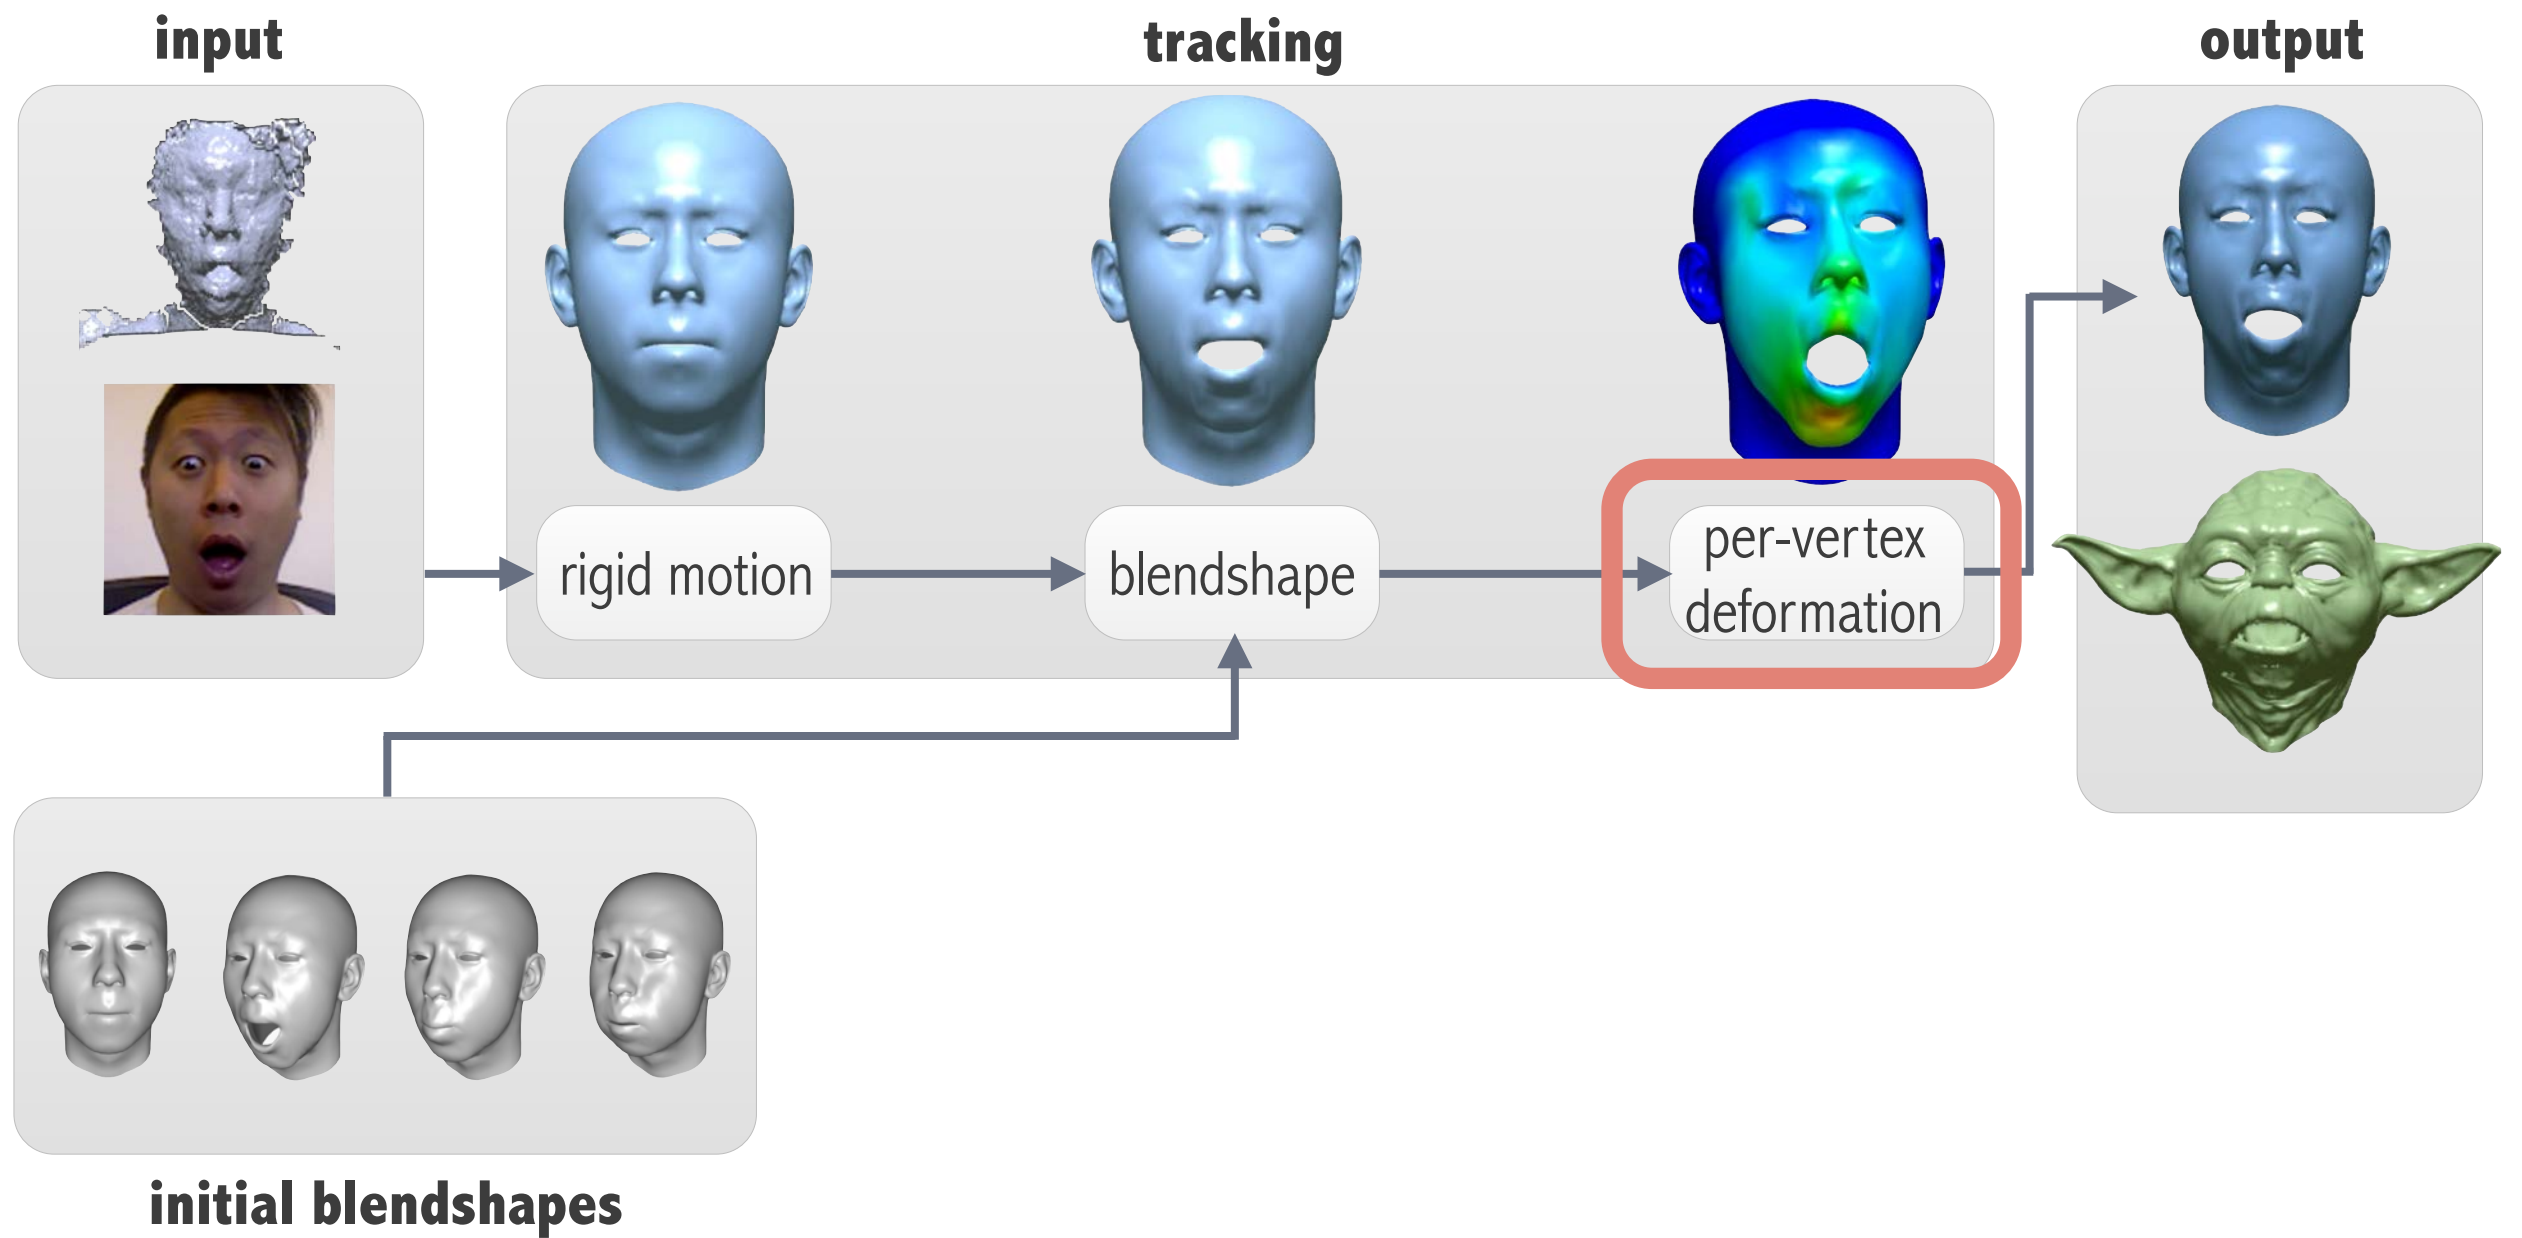 input
tracking
output
rigid motion
blendshape
per-vertex
deformation
initial blendshapes